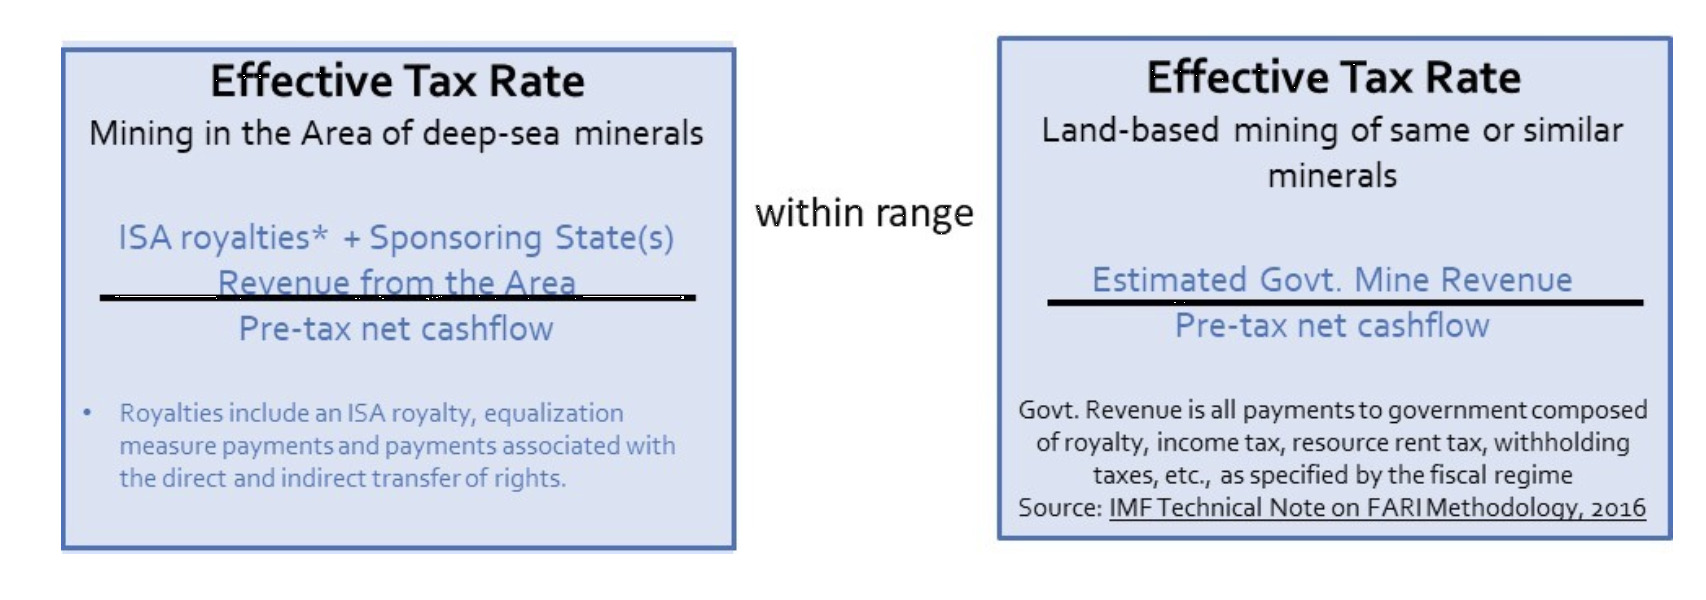 Effective Tax Rate
Mining in the Area of deep-sea minerals
ISA royalties* + Sponsoring State(s)
Revenue from the Area
Pre-tax net cashflow
• Royalties include an ISA royalty, equalization
measure payments and payments associated with
the direct and indirect transfer of rights.
within range
Effective Tax Rate
Land-based mining of same or similar
minerals
Estimated Govt. Mine Revenue
Pre-tax net cashflow
Govt. Revenue is all payments to government composed
of royalty, income tax, resource rent tax, withholding
taxes, etc., as specified by the fiscal regime
Source: IMF Technical Note on FARI Methodology, 2016